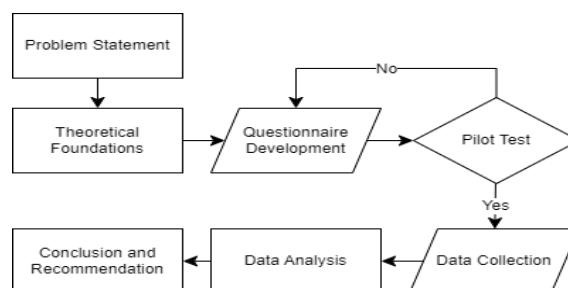 Problem Statement
No
Theoretical
Foundations
Questionnaire
Development
Pilot Test
Yes
Conclusion and
Recommendation
Data Analysis
Data Collection